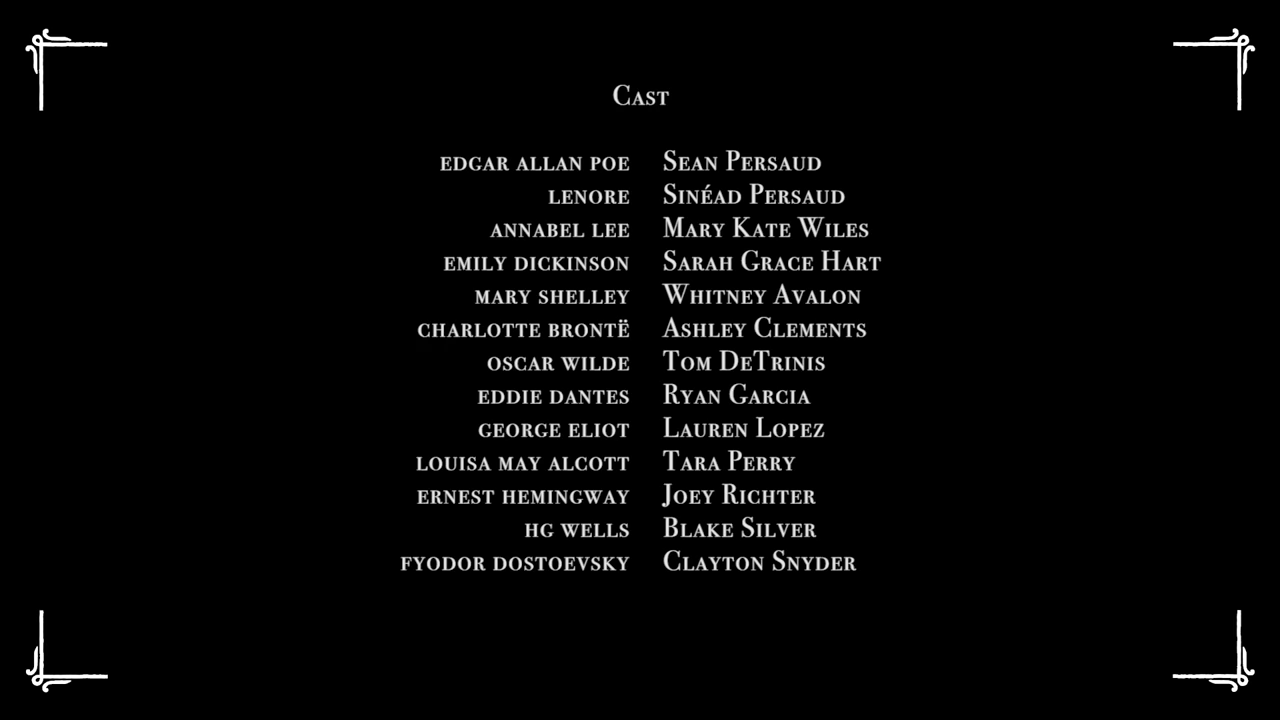 Cast
EDGAR ALLAN POE Sean Persaud
LENORE Sinéad Persaud
ANNABEL LEE Mary Kate Wiles
EMILY DICKINSON Sarah Grace Hart
MARY SHELLEY Whitney Avalon
CHARLOTTE BRONTË Ashley Clements
OSCAR WILDE Tom DeTrinis
EDDIE DANTES Ryan Garcia
GEORGE ELIOT Lauren Lopez
LOUISA MAY ALCOTT Tara Perry
ERNEST HEMINGWAY Joey Richter
HG WELLS Blake Silver
FYODOR DOSTOEVSKY Clayton Snyder